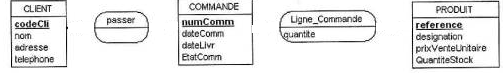 CLIENT
codeCli
nom
adresse
telephone
passer
COMMANDE
numComm
dateComm
dateLivr
EtatComm
Ligne_Commande
quantite
PRODUIT
reference
designation
prixVenteUnitaire
QuantiteStock